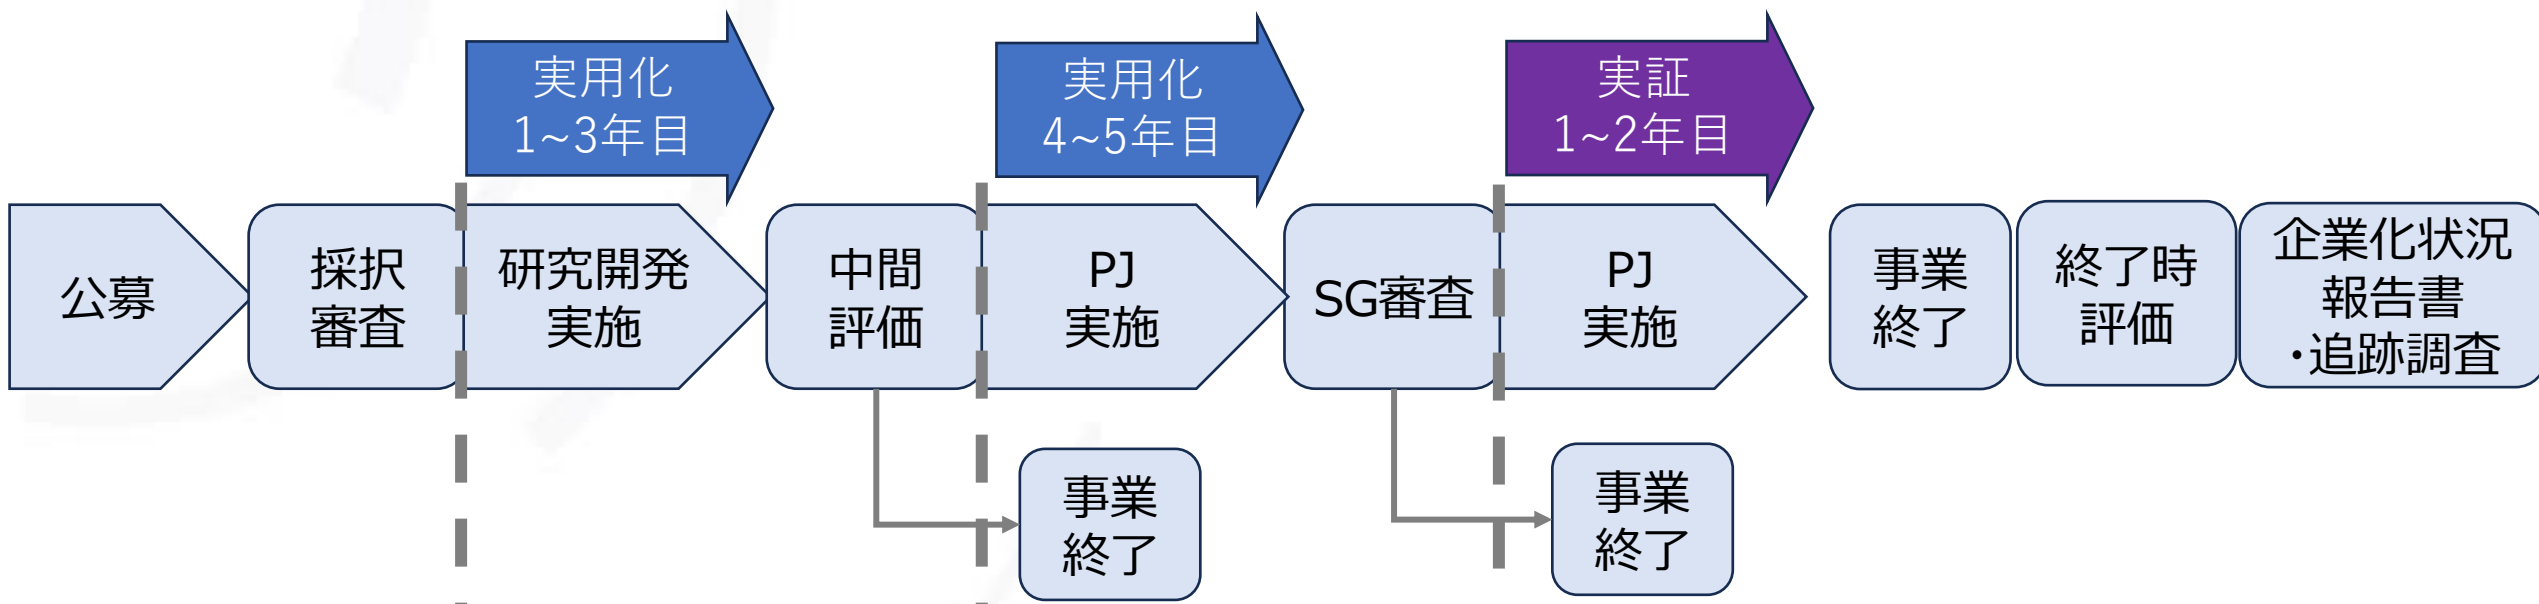 実用化
1~3年目
実用化
4~5年目
実証
1~2年目
公募
採択
審査
研究開発
実施
中間
評価
PJ
実施
SG審査
PJ
実施
事業
終了
終了時
評価
企業化状況
報告書
・追跡調査
事業
終了
事業
終了